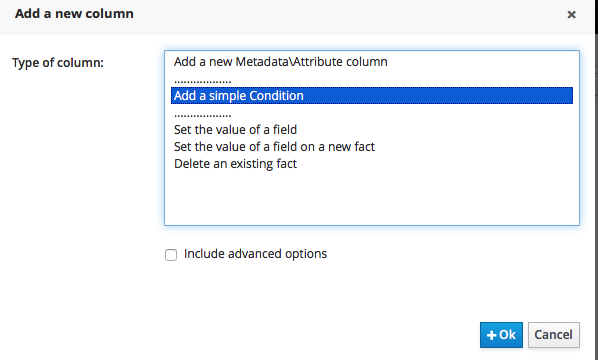 Add a new column
Type of column:
Add a new Metadata\Attribute column
..................
Add a simple Condition
..................
Set the value of a field
Set the value of a field on a new fact
Delete an existing fact
Include advanced options
+ Ok
Cancel